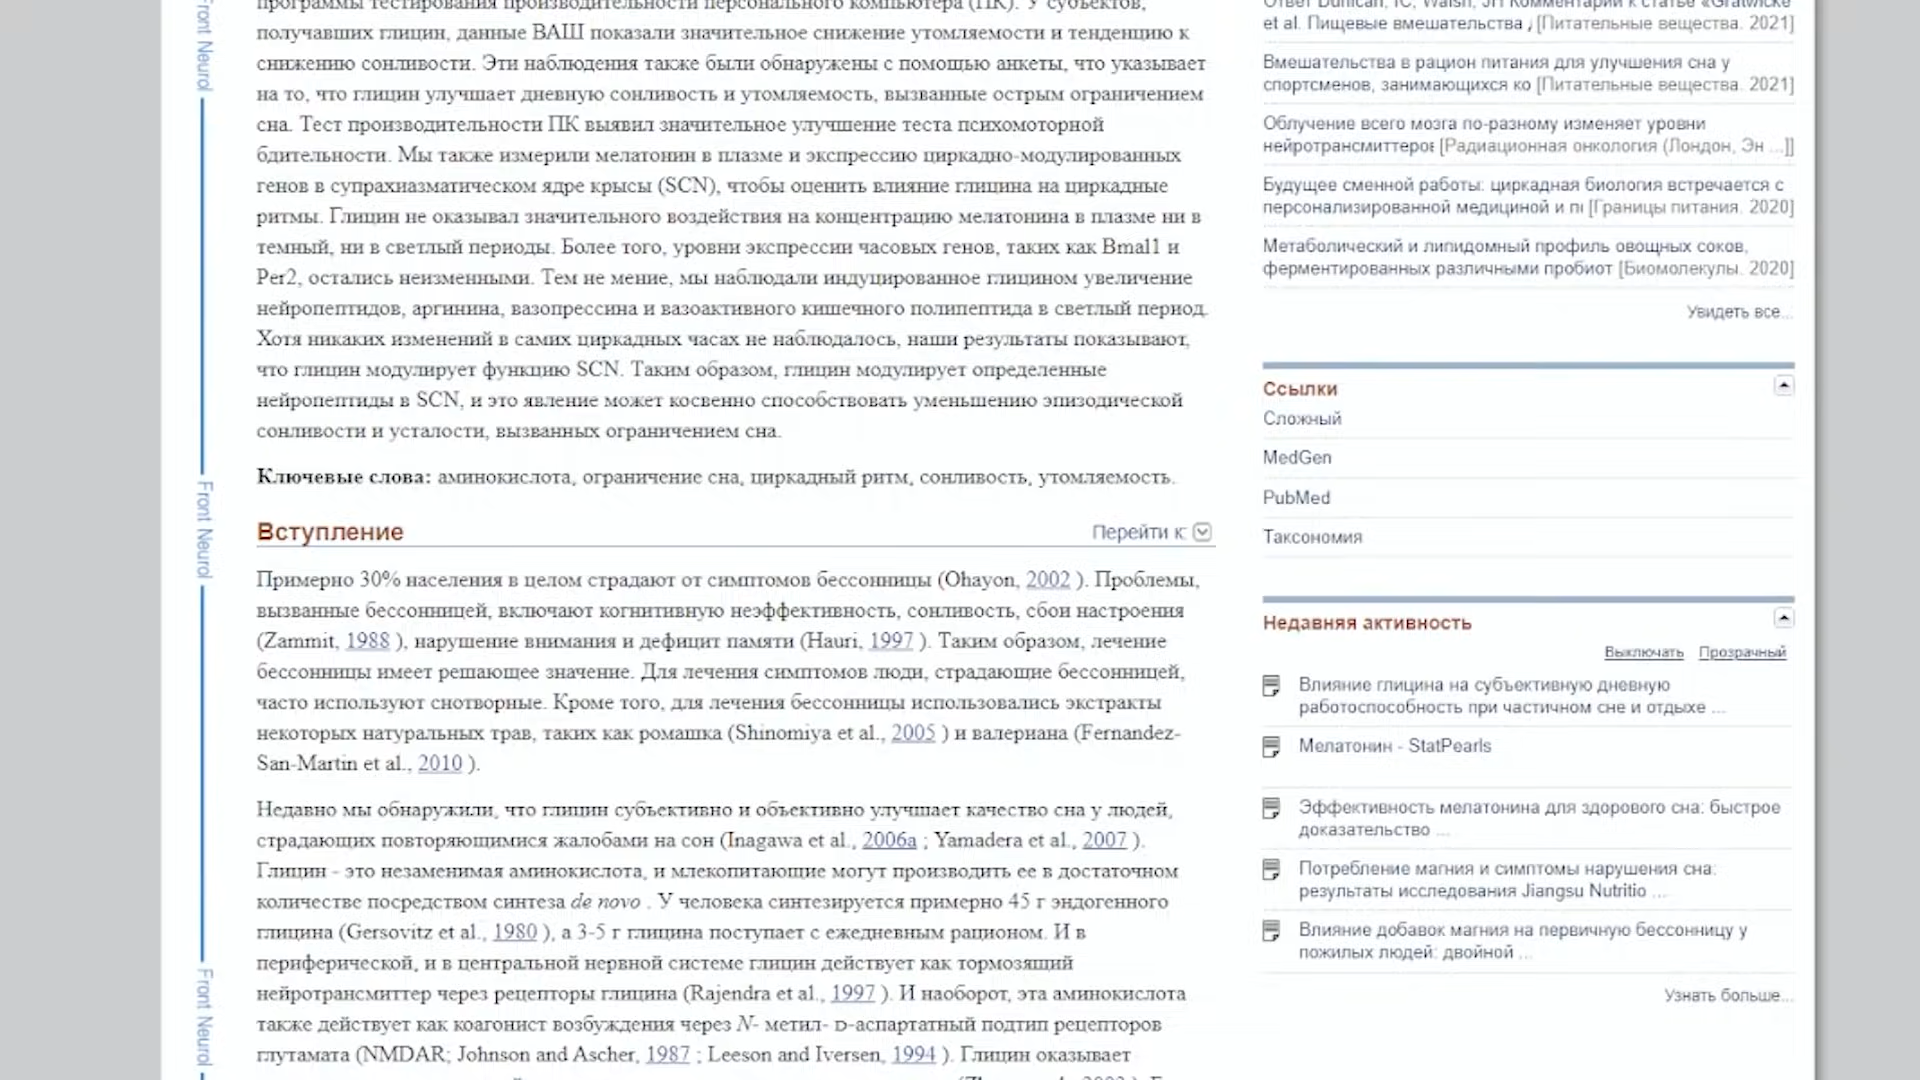 программы тестирования производительности персонального компьютера (ПК). У субъектов,
получавших глицин, данные ВАШ показали значительное снижение утомляемости и тенденцию к
снижению сонливости. Эти наблюдения также были обнаружены с помощью анкеты, что указывает
на то, что глицин улучшает дневную сонливость и утомляемость, вызванные острым ограничением
сна. Тест производительности ПК выявил значительное улучшение теста психомоторной
бдительности. Мы также измерили мелатонин в плазме и экспрессию циркадно-модулированных
генов в супрахиазматическом ядре крысы (SCN), чтобы оценить влияние глицина на циркадные
ритмы. Глицин не оказывал значительного воздействия на концентрацию мелатонина в плазме ни в
темный, ни в светлый периоды. Более того, уровни экспрессии часовых генов, таких как Bmal1 и
Per2, остались неизменными. Тем не мение, мы наблюдали индуцированное глицином увеличение
нейропептидов, аргинина, вазопрессина и вазоактивного кишечного полипептида в светлый период.
Хотя никаких изменений в самих циркадных часах не наблюдалось, наши результаты показывают,
что глицин модулирует функцию SCN. Таким образом, глицин модулирует определенные
нейропептиды в SCN, и это явление может косвенно способствовать уменьшению эпизодической
сонливости и усталости, вызванных ограничением сна.
Ключевые слова: аминокислота, ограничение сна, циркадный ритм, сонливость, утомляемость.
Вступление
Перейти к:
Примерно 30% населения в целом страдают от симптомов бессонницы (Ohayon, 2002 ). Проблемы,
вызванные бессонницей, включают когнитивную неэффективность, сонливость, сбои настроения
(Zammit, 1988 ), нарушение внимания и дефицит памяти (Hauri, 1997 ). Таким образом, лечение
бессонницы имеет решающее значение. Для лечения симптомов люди, страдающие бессонницей,
часто используют снотворные. Кроме того, для лечения бессонницы использовались экстракты
некоторых натуральных трав, таких как ромашка (Shinomiya et al., 2005 ) и валериана (Fernandez-
San-Martin et al., 2010 ).
Недавно мы обнаружили, что глицин субъективно и объективно улучшает качество сна у людей,
страдающих повторяющимися жалобами на сон (Inagawa et al., 2006a ; Yamadera et al., 2007 ).
Глицин - это незаменимая аминокислота, и млекопитающие могут производить ее в достаточном
количестве посредством синтеза de novo . У человека синтезируется примерно 45 г эндогенного
глицина (Gersovitz et al., 1980 ), а 3-5 г глицина поступает с ежедневным рационом. И в
периферической, и в центральной нервной системе глицин действует как тормозящий
нейротрансмиттер через рецепторы глицина (Rajendra et al., 1997 ). И наоборот, эта аминокислота
также действует как коагонист возбуждения через N- метил- D-аспартатный подтип рецепторов
глутамата (NMDAR; Johnson and Ascher, 1987 ; Leeson and Iversen, 1994 ). Глицин оказывает
Front Neurol
Front Neurol
Front Neurol
Ответ Duncan, IC, Walsh, JH Комментарии к статье «Gratwicke
et al. Пищевые вмешательства [Питательные вещества. 2021]
Вмешательства в рацион питания для улучшения сна у
спортсменов, занимающихся ко [Питательные вещества. 2021]
Облучение всего мозга по-разному изменяет уровни
нейротрансмиттеров [Радиационная онкология (Лондон, Эн ...]]
Будущее сменной работы: циркадная биология встречается с
персонализированной медициной и [Границы питания. 2020]
Метаболический и липидомный профиль овощных соков,
ферментированных различными пробиот [Биомолекулы. 2020]
Увидеть все...
Ссылки
Сложный
MedGen
PubMed
Таксономия
Недавняя активность
Выключать Прозрачный
Влияние глицина на субъективную дневную
работоспособность при частичном сне и отдыхе ...
Мелатонин - StatPearls
Эффективность мелатонина для здорового сна: быстрое
доказательство ...
Потребление магния и симптомы нарушения сна:
результаты исследования Jiangsu Nutritio ...
Влияние добавок магния на первичную бессонницу у
пожилых людей: двойной ...
Узнать больше...